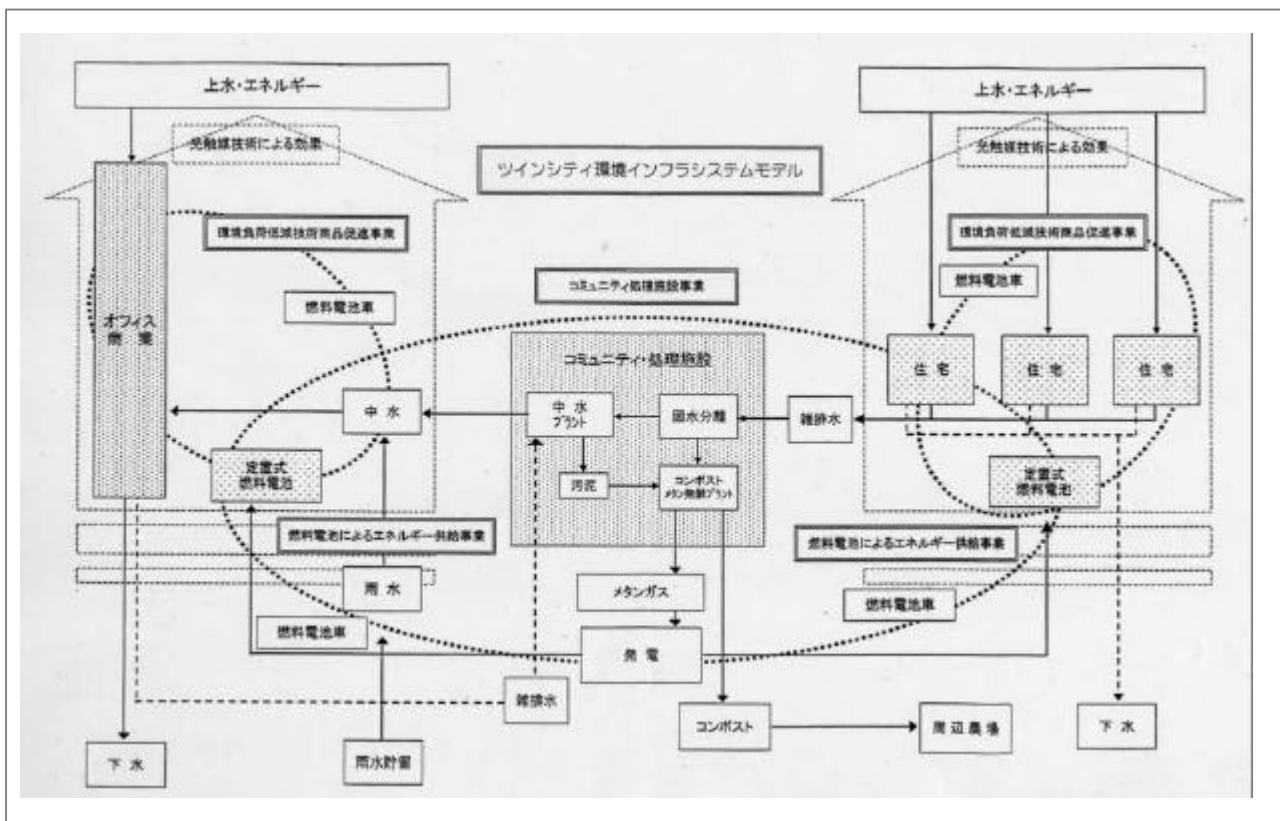 上水・エネルギー
上水・エネルギー
光触媒技術による効果
光触媒技術による効果
ツインシティ環境インフラシステムモデル
環境負荷低減技術商品促進事業
環境負荷低減技術商品促進事業
コミュニティ処理施設事業
燃料電池車
燃料電池車
オフィス
商業
コミュニティ・処理施設
住宅
住宅
住宅
中水
中水
プラント
固水分離
雑排水
定置式
燃料電池
汚泥
コンポスト
メタン発酵プラント
定置式
燃料電池
燃料電池によるエネルギー供給事業
燃料電池によるエネルギー供給事業
雨水
メタンガス
燃料電池車
燃料電池車
発電
雑排水
コンポスト
周辺農場
下水
下水
雨水貯留